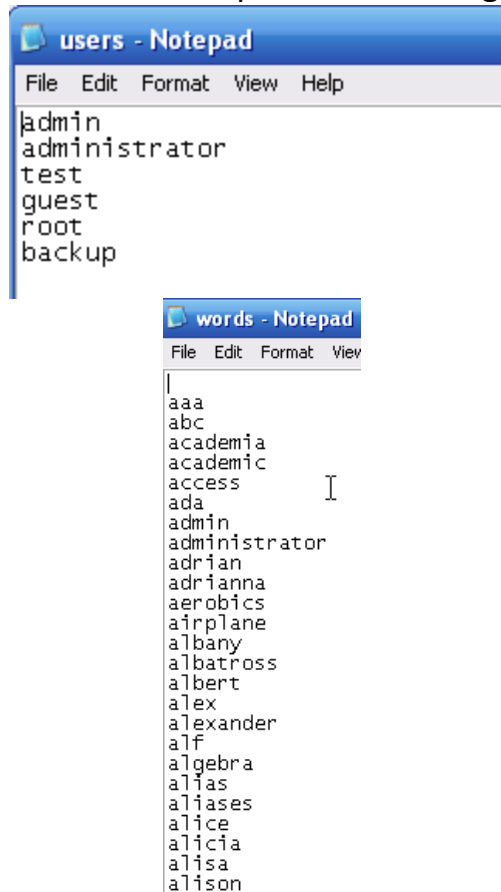 users - Notepad
File Edit Format View Help
admin
administrator
test
guest
root
backup
words - Notepad
File Edit Format View
aaa
abc
academia
academic
access
ada
admin
administrator
adrian
adrianna
aerobics
airplane
albany
albatross
albert
alex
alexander
alf
algebra
alias
aliases
alice
alicia
alisa
alison